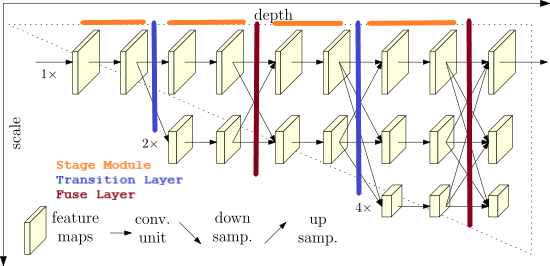 depth
1×
scale
2×
Stage Module
Transition Layer
Fuse Layer
4×
feature
maps
conv.
unit
down
samp.
up
samp.